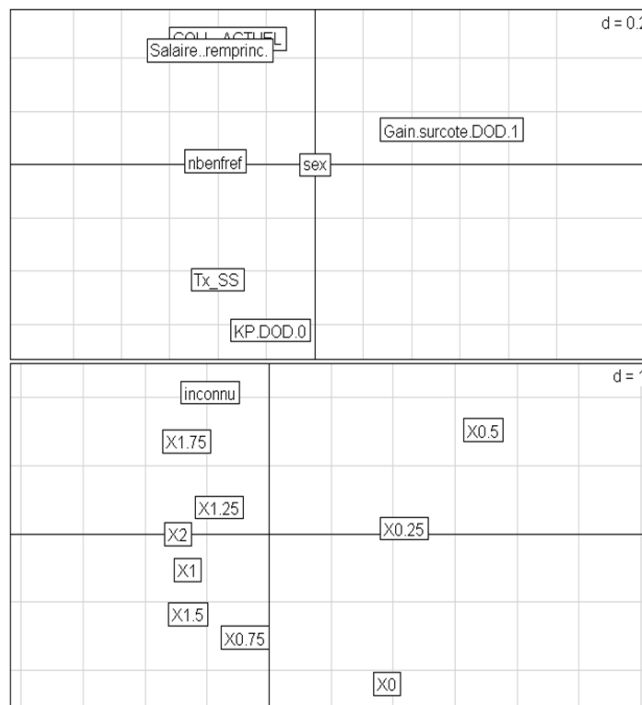 d = 0.2
Salaire..remprinc.
Gain.surcote.DOD.1
nbenfref
sex
Tx_SS
KP.DOD.0
d = 1
inconnu
X0.5
X1.75
X1.25
X0.25
X2
X1
X1.5
X0.75
X0